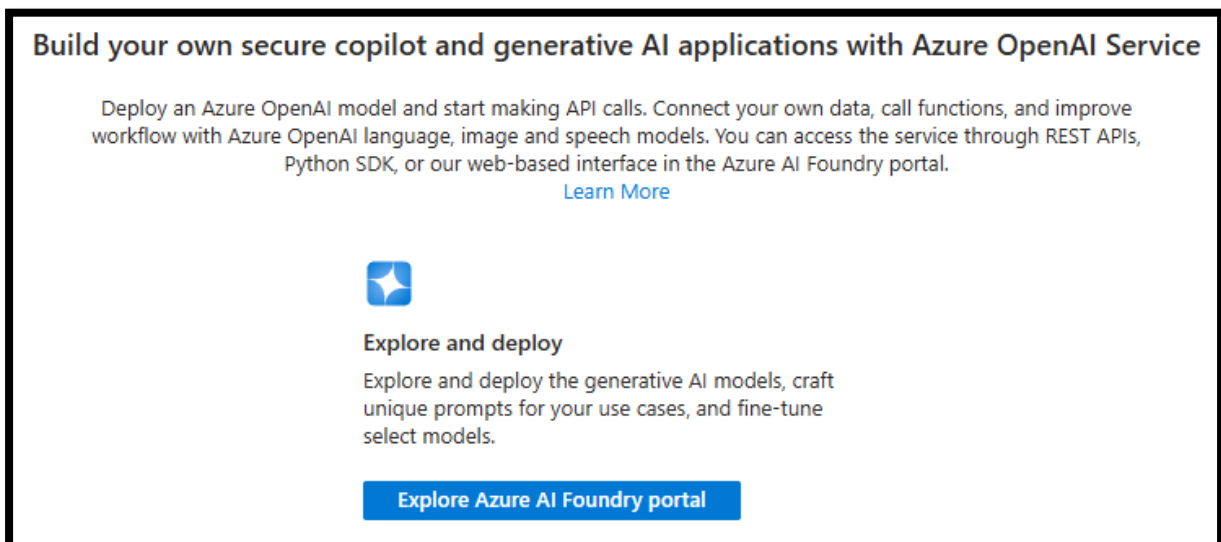 Build your own secure copilot and generative AI applications with Azure OpenAI Service
Deploy an Azure OpenAI model and start making API calls. Connect your own data, call functions, and improve
workflow with Azure OpenAI language, image and speech models. You can access the service through REST APIs,
Python SDK, or our web-based interface in the Azure AI Foundry portal.
Learn More
Explore and deploy
Explore and deploy the generative AI models, craft
unique prompts for your use cases, and fine-tune
select models.
Explore Azure AI Foundry portal